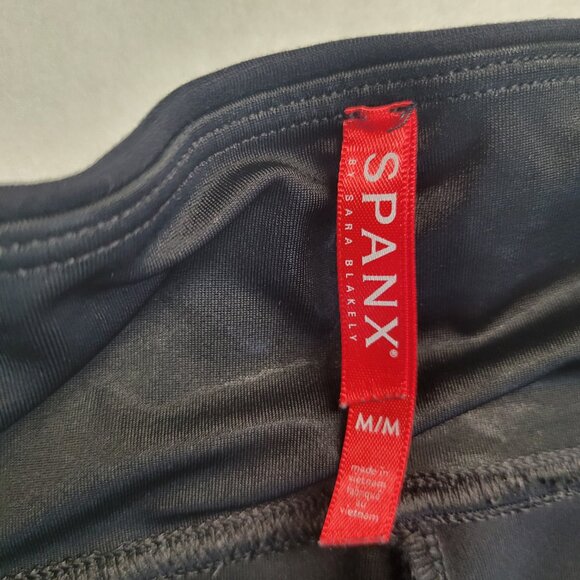 SPANX®
BY SARA BLAKELY
M/M
made in
vietnam
fabriqué
au
vietnam